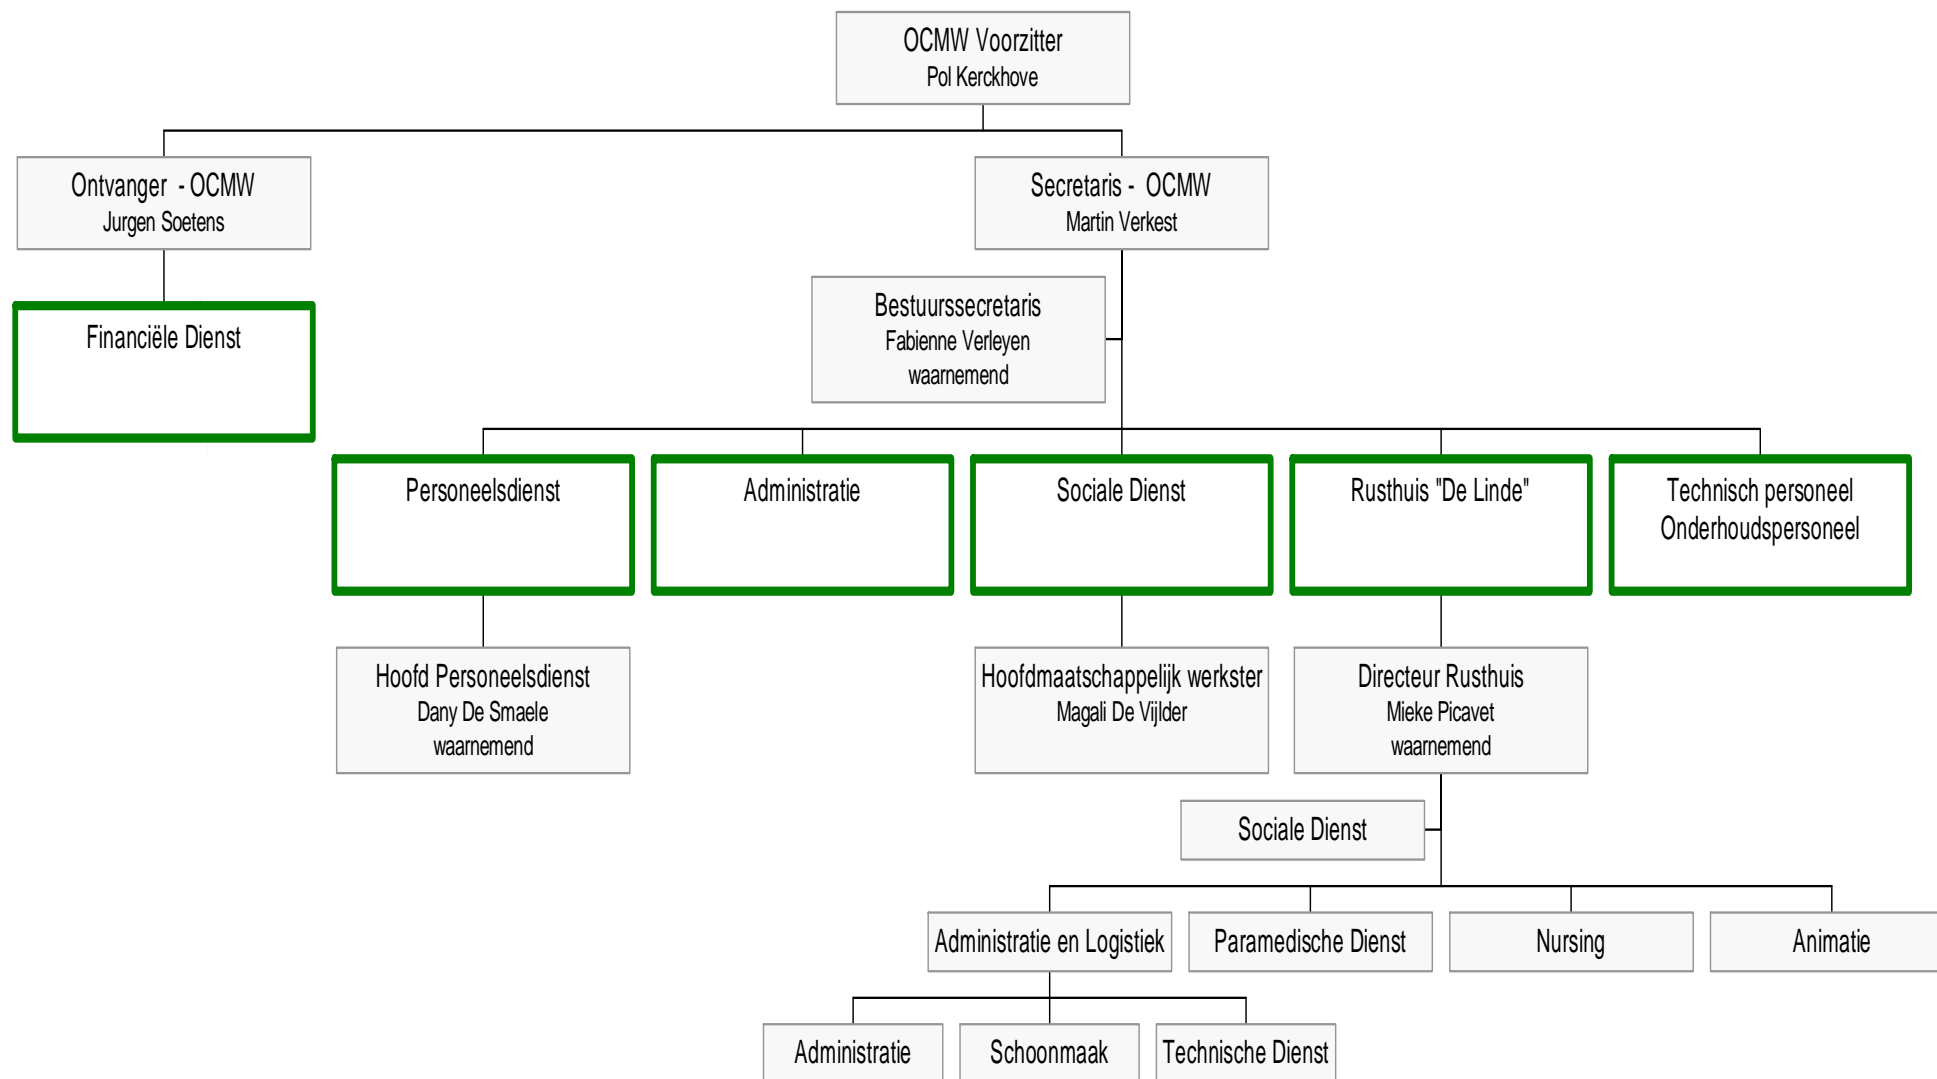 OCMW Voorzitter
Pol Kerckhove
Ontvanger - OCMW
Jurgen Soetens
Secretaris - OCMW
Martin Verkest
Bestuurssecretaris
Fabienne Verleyen
waarnemend
Financiële Dienst
Personeelsdienst
Administratie
Sociale Dienst
Rusthuis "De Linde"
Technisch personeel
Onderhoudspersoneel
Hoofd Personeelsdienst
Dany De Smaele
waarnemend
Hoofdmaatschappelijk werkster
Magali De Vijlder
Directeur Rusthuis
Mieke Picavet
waarnemend
Sociale Dienst
Administratie en Logistiek
Paramedische Dienst
Nursing
Animatie
Administratie
Schoonmaak
Technische Dienst